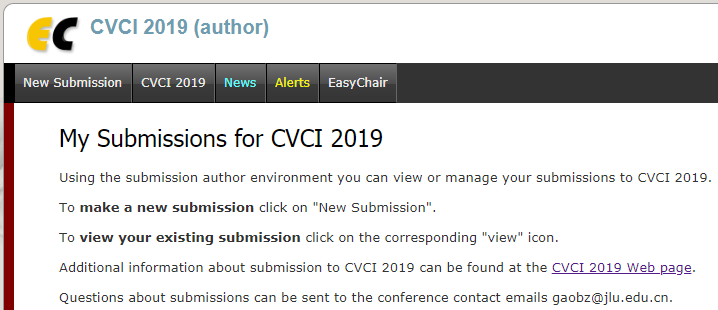 EC CVCI 2019 (author)
New Submission CVCI 2019 News Alerts EasyChair
My Submissions for CVCI 2019
Using the submission author environment you can view or manage your submissions to CVCI 2019.
To make a new submission click on "New Submission".
To view your existing submission click on the corresponding "view" icon.
Additional information about submission to CVCI 2019 can be found at the CVCI 2019 Web page.
Questions about submissions can be sent to the conference contact emails gaobz@jlu.edu.cn.